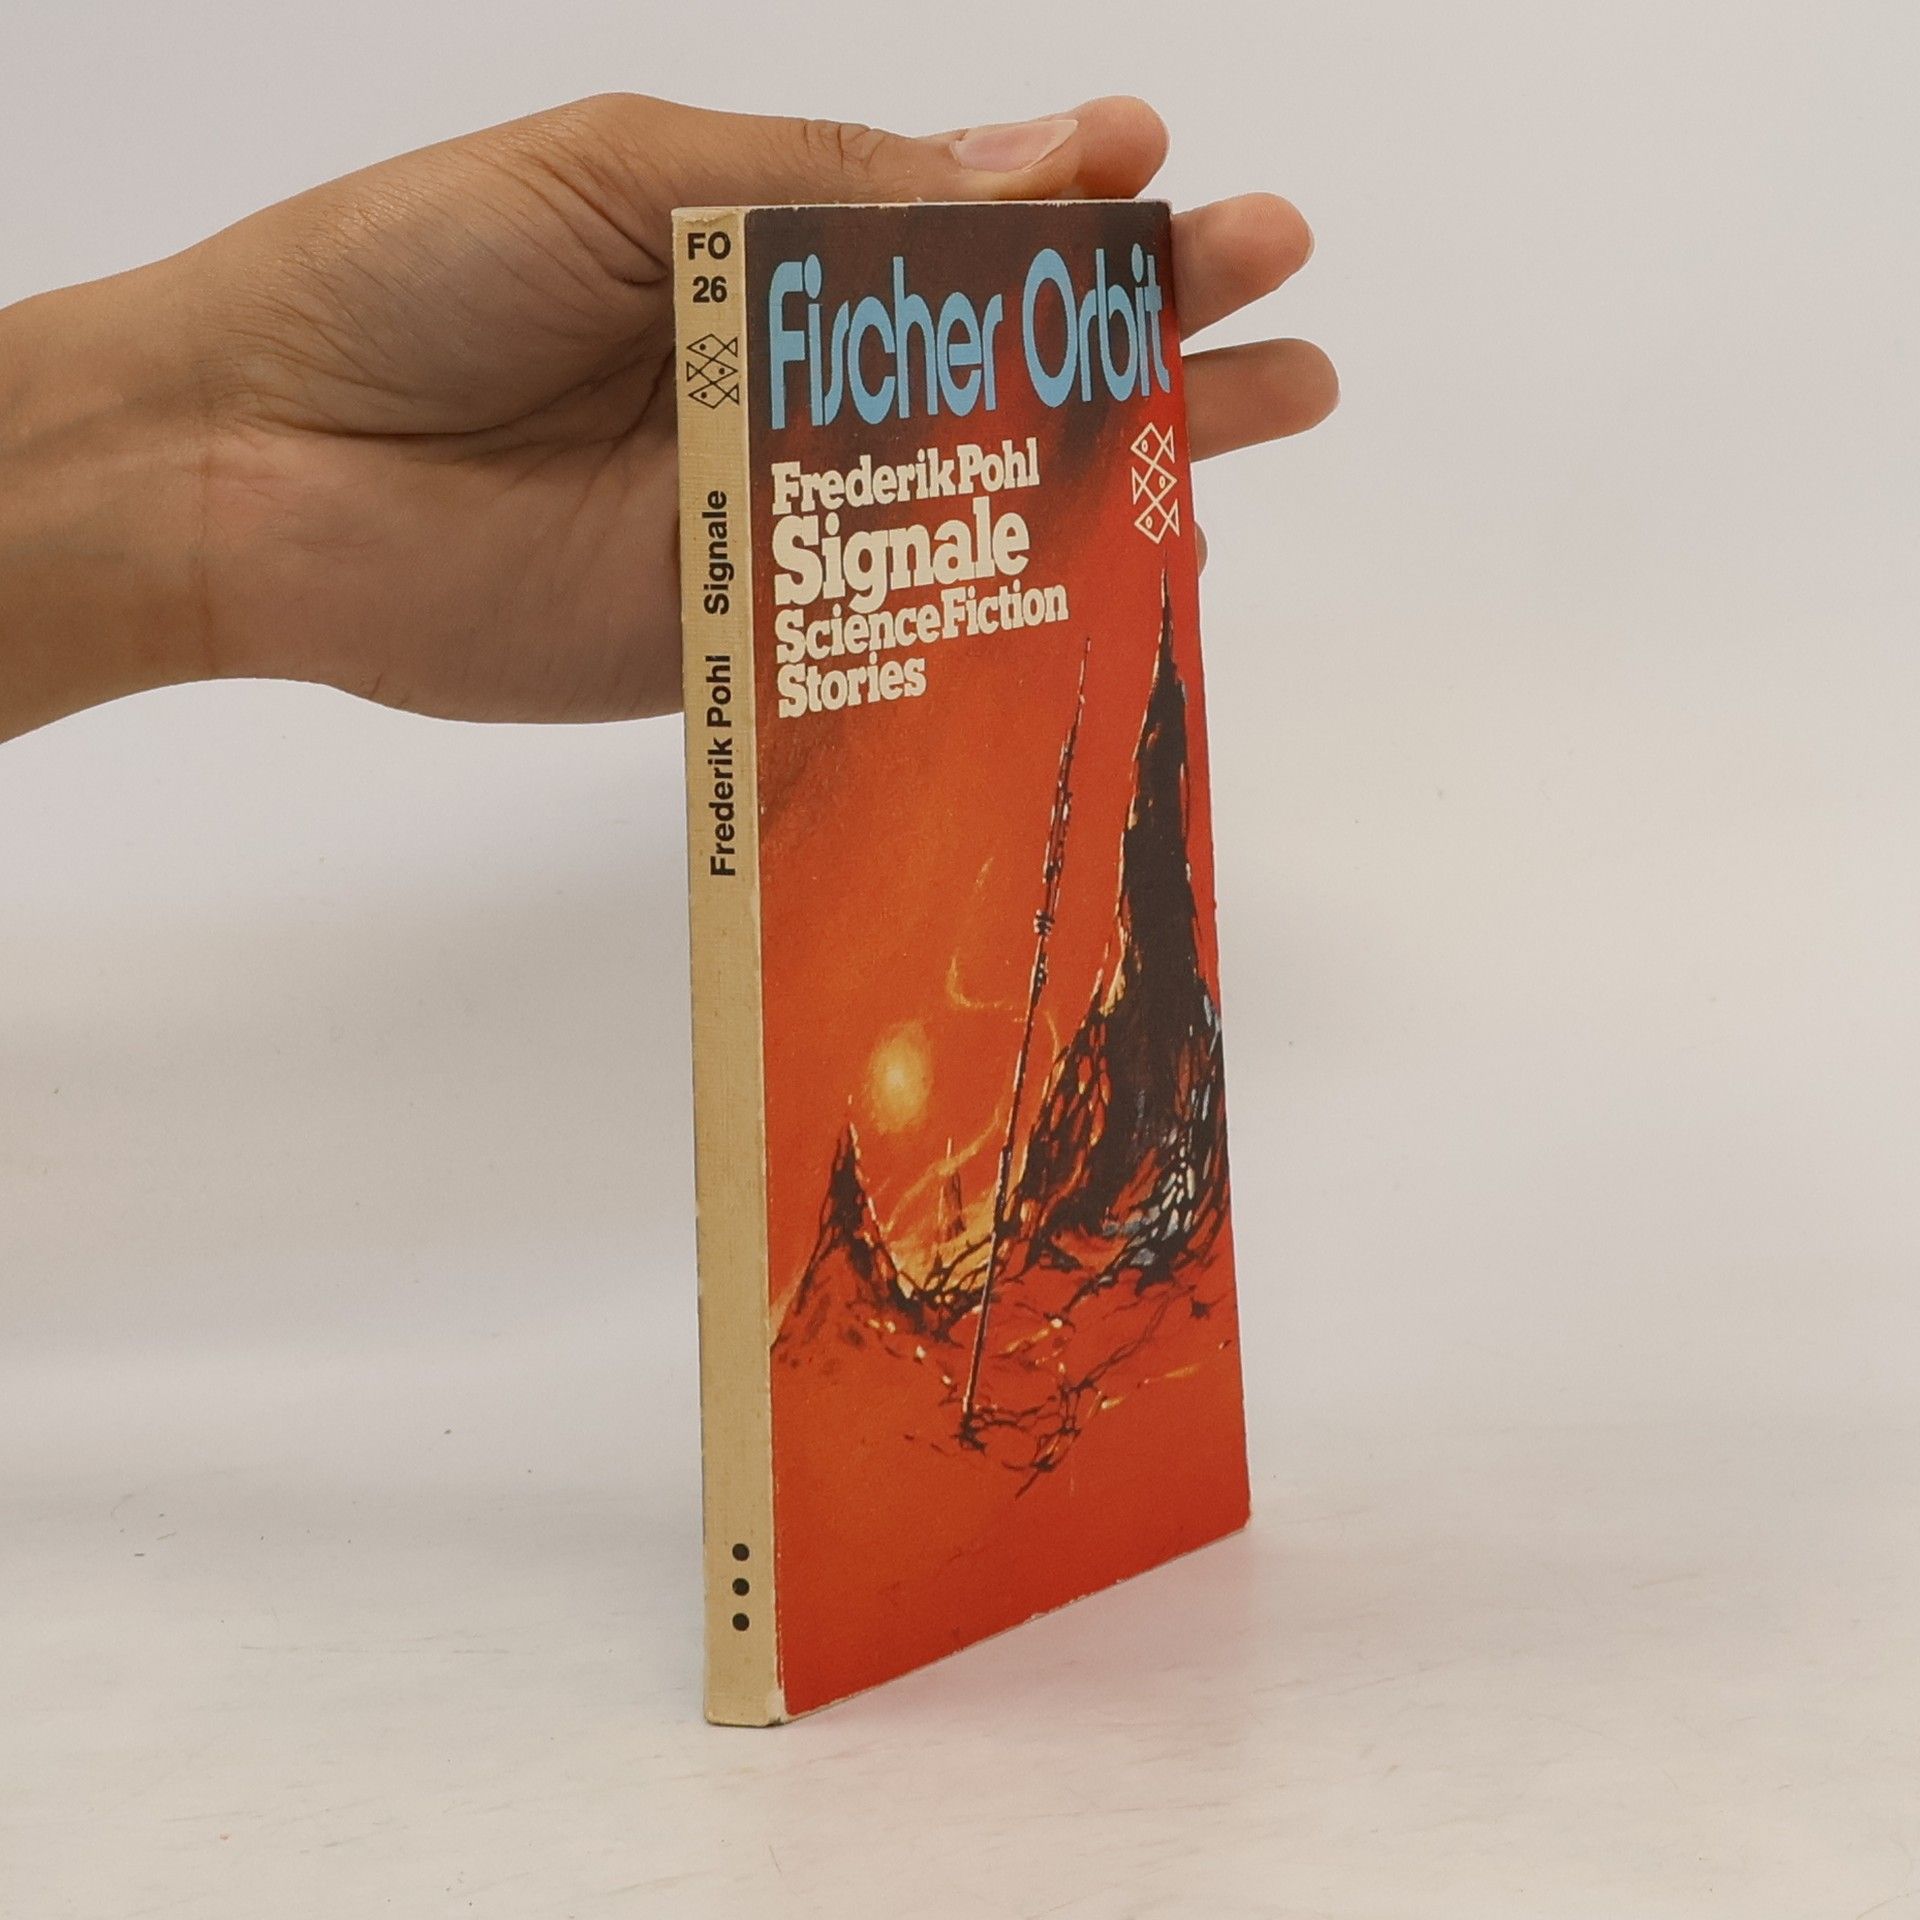 FO
26
Frederik Pohl Signale
Fischer Orbit
Frederik Pohl
Signale
Science Fiction
Stories